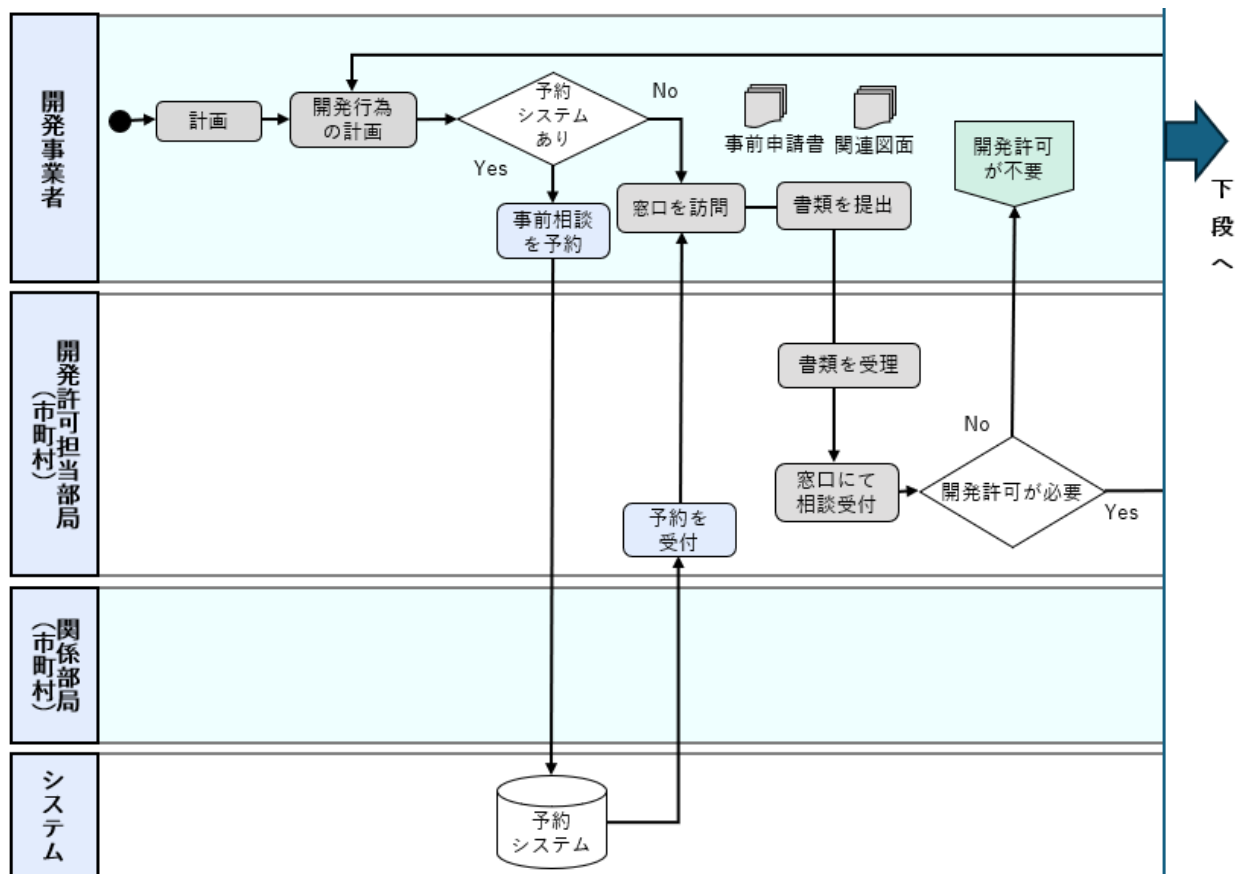 開発事業者
計画
開発行為
の計画
予約
システム
あり
No
Yes
事前相談
を予約
窓口を訪問
事前申請書
関連図面
書類を提出
開発許可
が不要
下段へ
開発許可担当部局
(市町村)
書類を受理
窓口にて
相談受付
開発許可が必要
No
Yes
予約を
受付
関係部局
(市町村)
システム
予約
システム